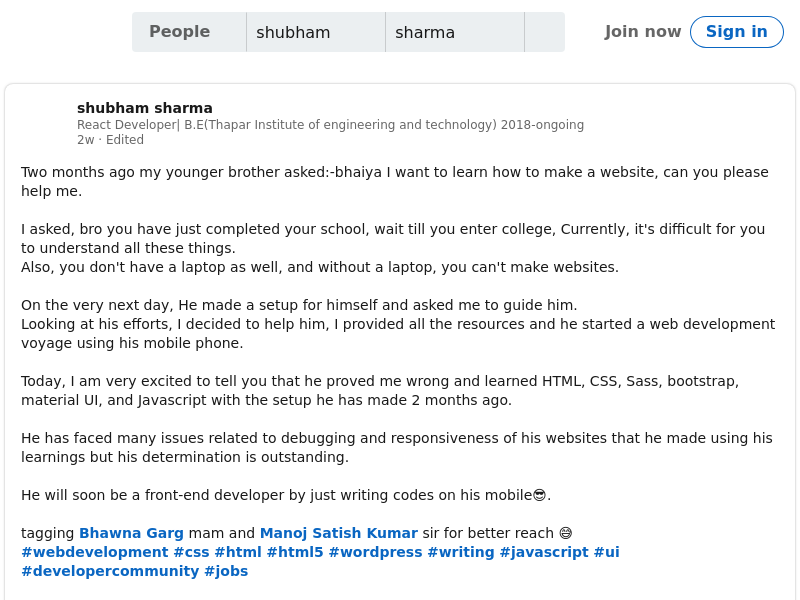 People shubham sharma Join now Sign in
shubham sharma
React Developer| B.E(Thapar Institute of engineering and technology) 2018-ongoing
2w · Edited
Two months ago my younger brother asked:-bhaiya I want to learn how to make a website, can you please
help me.
I asked, bro you have just completed your school, wait till you enter college, Currently, it's difficult for you
to understand all these things.
Also, you don't have a laptop as well, and without a laptop, you can't make websites.
On the very next day, He made a setup for himself and asked me to guide him.
Looking at his efforts, I decided to help him, I provided all the resources and he started a web development
voyage using his mobile phone.
Today, I am very excited to tell you that he proved me wrong and learned HTML, CSS, Sass, bootstrap,
material UI, and Javascript with the setup he has made 2 months ago.
He has faced many issues related to debugging and responsiveness of his websites that he made using his
learnings but his determination is outstanding.
He will soon be a front-end developer by just writing codes on his mobile😎.
tagging Bhawna Garg mam and Manoj Satish Kumar sir for better reach 😅
#webdevelopment #css #html #html5 #wordpress #writing #javascript #ui
#developercommunity #jobs